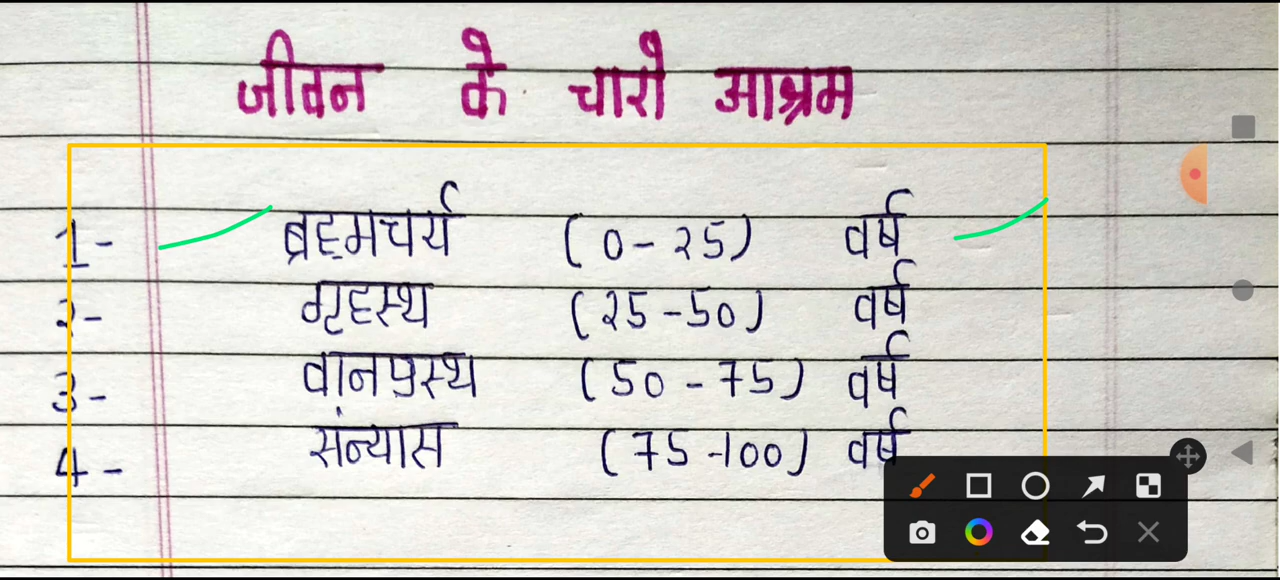 जीवन के चारो आश्रम
1- ब्रह्मचर्य (0-25) वर्ष
2- गृहस्थ (25-50) वर्ष
3- वानप्रस्थ (50-75) वर्ष
4- संन्यास (75-100) वर्ष